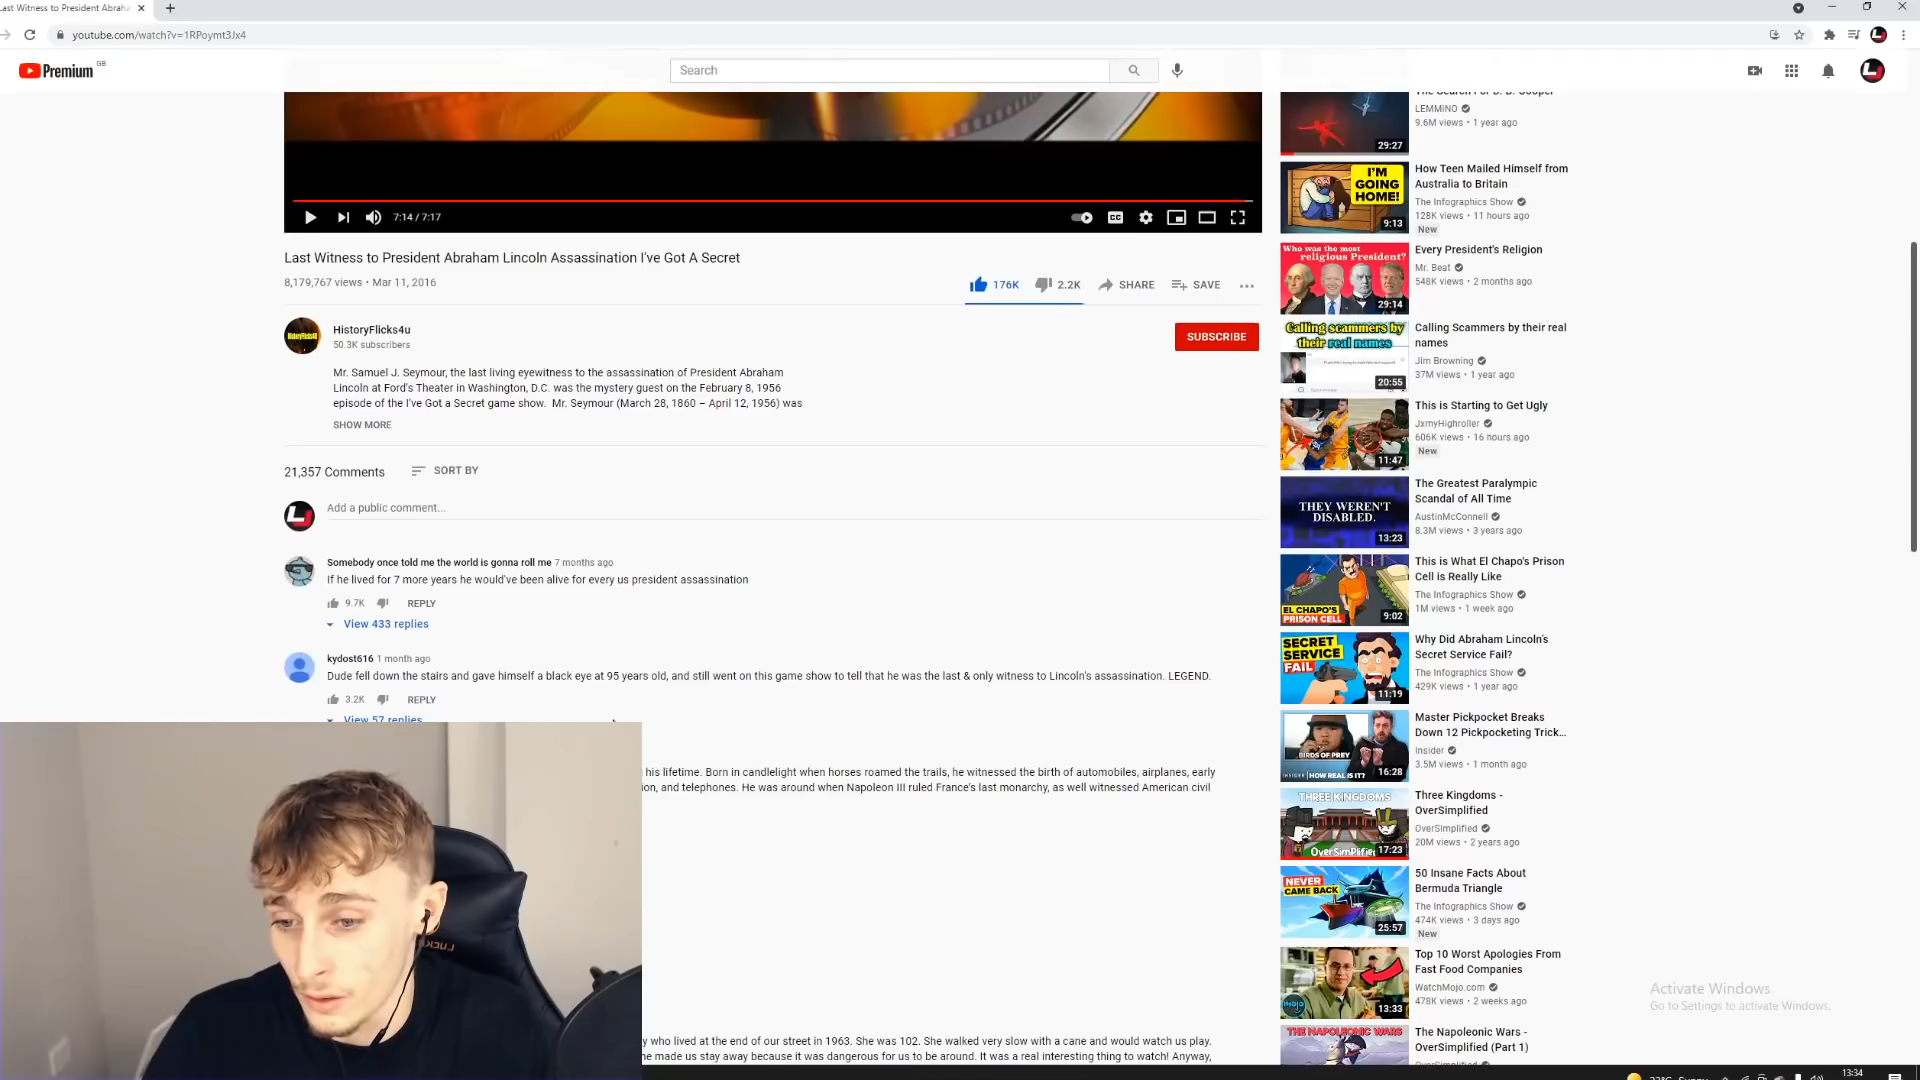 Last Witness to President Abraha
youtube.com/watch?v=1RPoymt3Jx4
Premium GB
Search
7:14 / 7:17
Last Witness to President Abraham Lincoln Assassination I've Got A Secret
8,179,767 views • Mar 11, 2016
176K 2.2K SHARE SAVE
HistoryFlicks4u
50.3K subscribers
SUBSCRIBE
Mr. Samuel J. Seymour, the last living eyewitness to the assassination of President Abraham
Lincoln at Ford's Theater in Washington, D.C. was the mystery guest on the February 8, 1956
episode of the I've Got a Secret game show. Mr. Seymour (March 28, 1860 – April 12, 1956) was
SHOW MORE
21,357 Comments SORT BY
Add a public comment...
Somebody once told me the world is gonna roll me 7 months ago
If he lived for 7 more years he would've been alive for every us president assassination
9.7K REPLY
View 433 replies
kydost616 1 month ago
Dude fell down the stairs and gave himself a black eye at 95 years old, and still went on this game show to tell that he was the last & only witness to Lincoln's assassination. LEGEND.
3.2K REPLY
View 57 replies
his lifetime. Born in candlelight when horses roamed the trails, he witnessed the birth of automobiles, airplanes, early
ion, and telephones. He was around when Napoleon III ruled France's last monarchy, as well witnessed American civil
y who lived at the end of our street in 1963. She was 102. She walked very slow with a cane and would watch us play.
he made us stay away because it was dangerous for us to be around. It was a real interesting thing to watch! Anyway,
The Search For D. B. Cooper
LEMMiNO
9.6M views • 1 year ago
29:27
I'M
GOING
HOME!
9:13
How Teen Mailed Himself from
Australia to Britain
The Infographics Show
128K views • 11 hours ago
New
Who was the most
religious President?
29:14
Every President's Religion
Mr. Beat
548K views • 2 months ago
Calling scammers by
their real names
20:55
Calling Scammers by their real
names
Jim Browning
37M views • 1 year ago
11:47
This is Starting to Get Ugly
JxmyHighroller
606K views • 16 hours ago
New
THEY WEREN'T
DISABLED.
13:23
The Greatest Paralympic
Scandal of All Time
AustinMcConnell
8.3M views • 3 years ago
EL CHAPO'S
PRISON CELL
9:02
This is What El Chapo's Prison
Cell is Really Like
The Infographics Show
1M views • 1 week ago
SECRET
SERVICE
FAIL
11:19
Why Did Abraham Lincoln's
Secret Service Fail?
The Infographics Show
429K views • 1 year ago
BIRDS OF PREY
INSIDER HOW REAL IS IT?
16:28
Master Pickpocket Breaks
Down 12 Pickpocketing Trick...
Insider
3.5M views • 1 month ago
THREE KINGDOMS
OverSimplified
17:23
Three Kingdoms -
OverSimplified
OverSimplified
20M views • 2 years ago
NEVER
CAME BACK
25:57
50 Insane Facts About
Bermuda Triangle
The Infographics Show
474K views • 3 days ago
New
mojo
13:33
Top 10 Worst Apologies From
Fast Food Companies
WatchMojo.com
478K views • 2 weeks ago
THE NAPOLEONIC WARS
The Napoleonic Wars -
OverSimplified (Part 1)
OverSimplified
Activate Windows
Go to Settings to activate Windows.
13:34